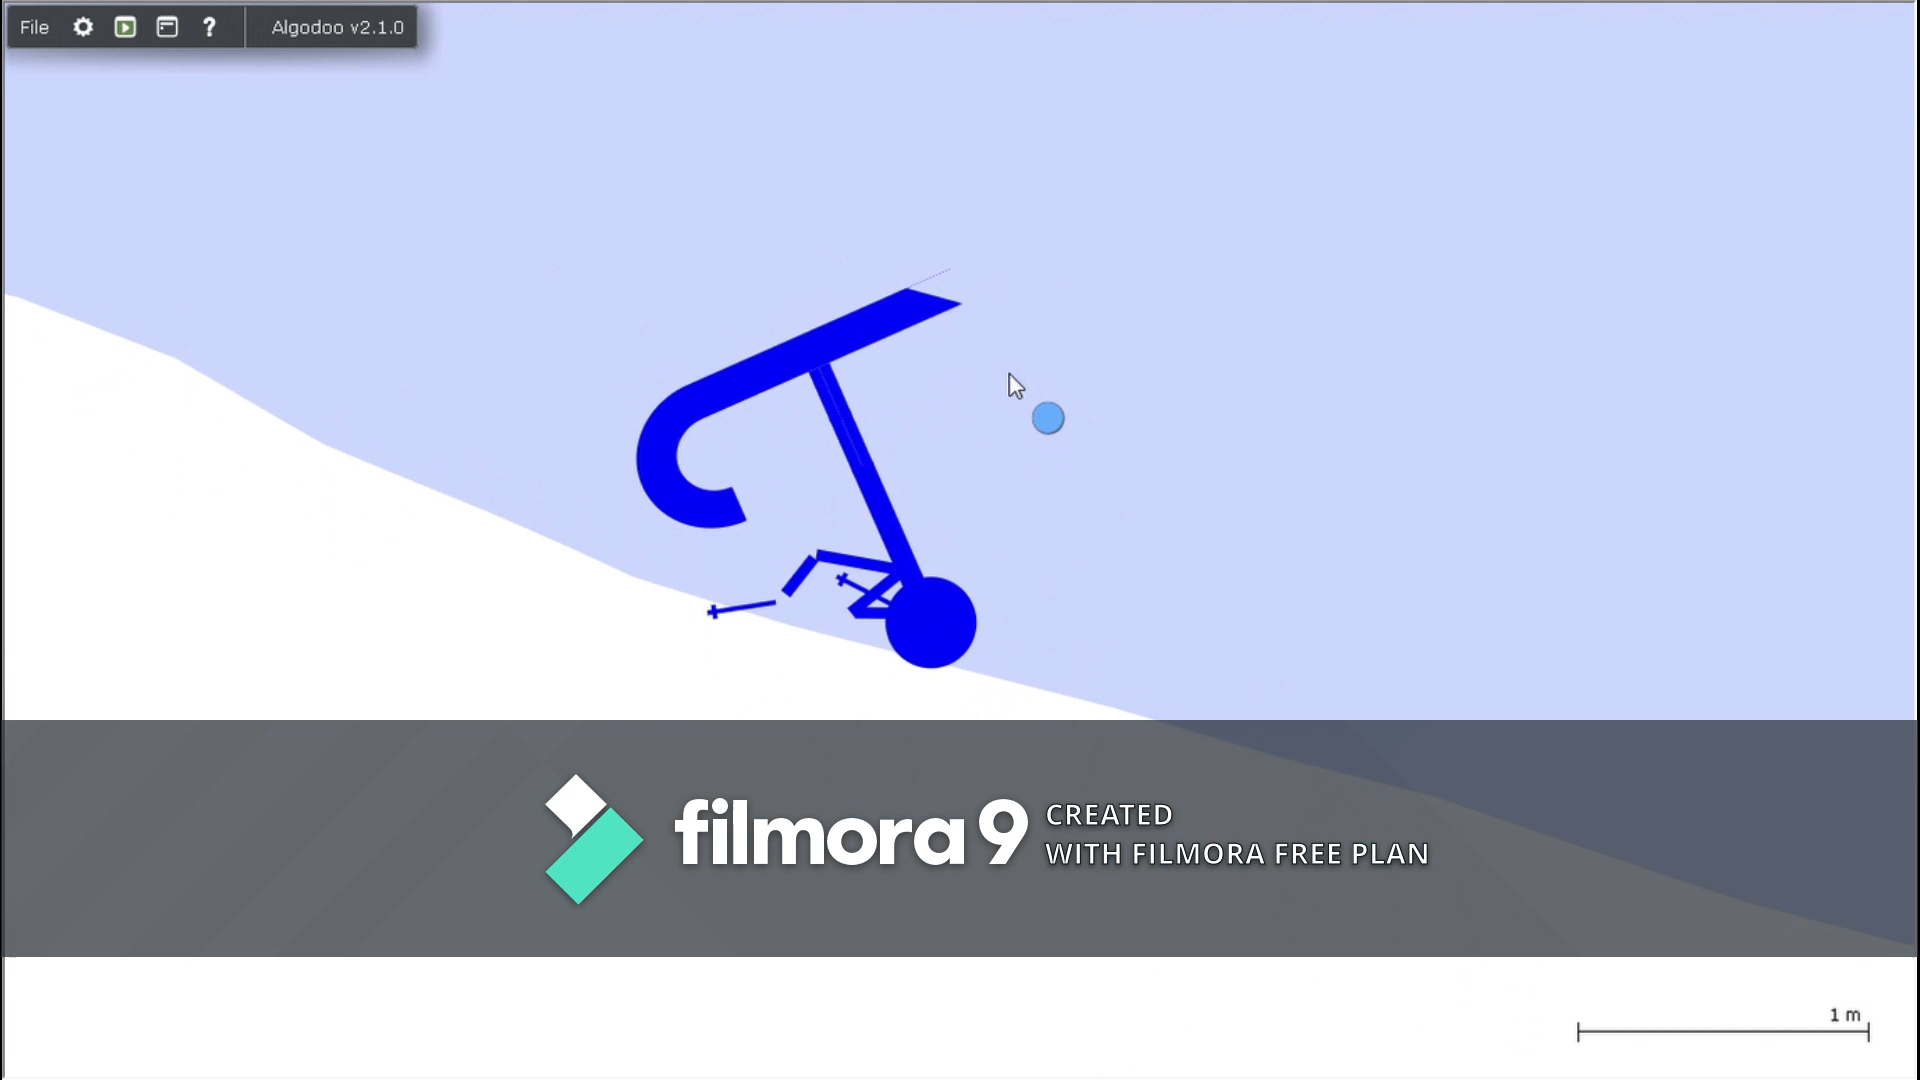 File
? Algodoo v2.1.0
filmora 9
CREATED
WITH FILMORA FREE PLAN
1 m